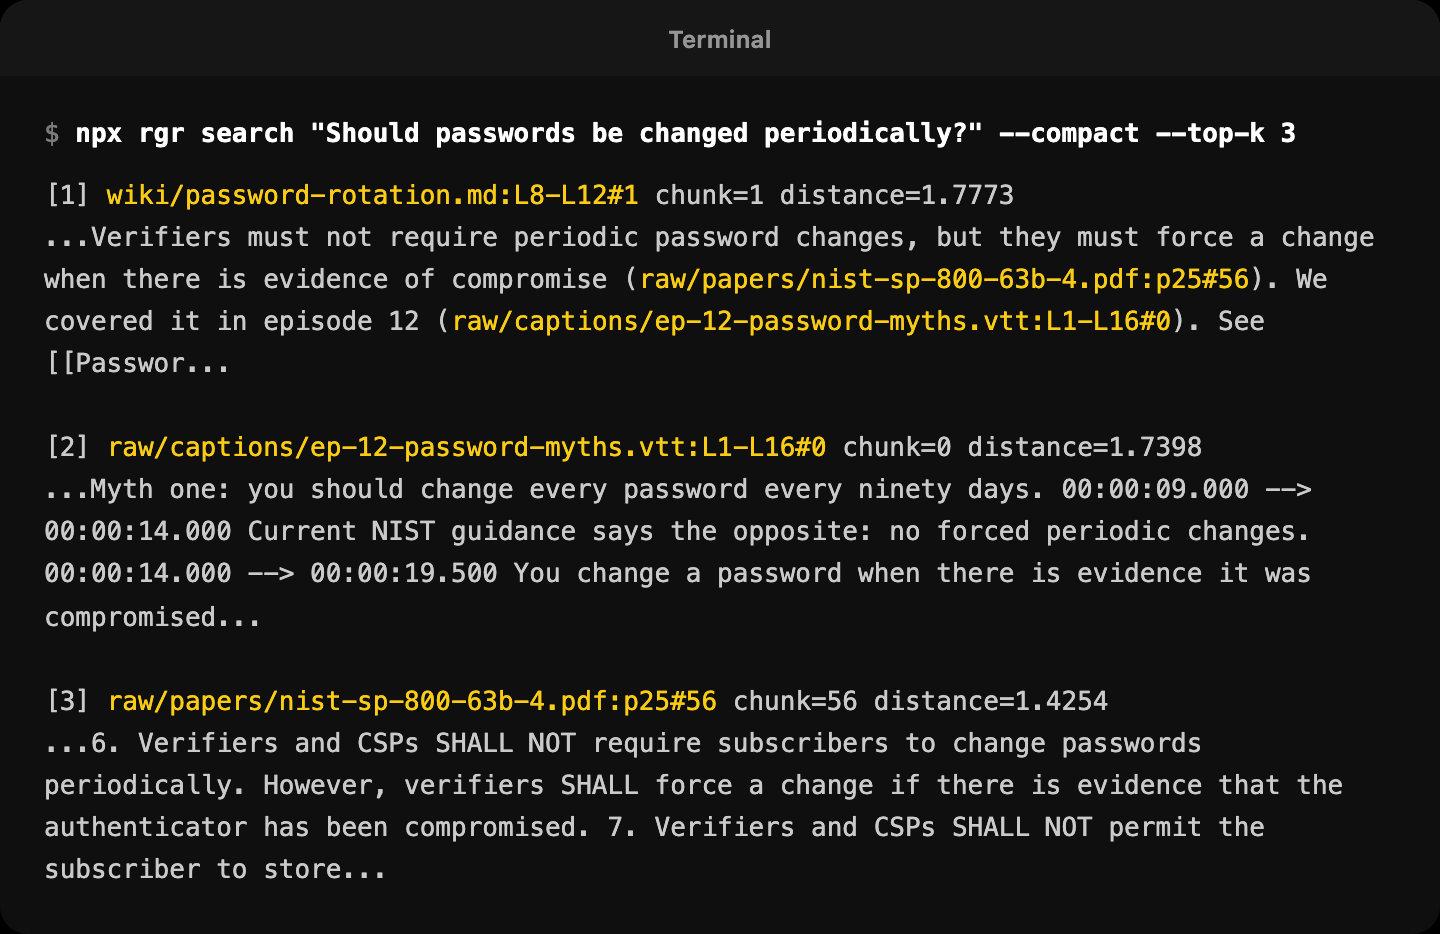 Terminal
$ npx rgr search "Should passwords be changed periodically?" --compact --top-k 3
[1] wiki/password-rotation.md:L8-L12#1 chunk=1 distance=1.7773
...Verifiers must not require periodic password changes, but they must force a change
when there is evidence of compromise (raw/papers/nist-sp-800-63b-4.pdf:p25#56). We
covered it in episode 12 (raw/captions/ep-12-password-myths.vtt:L1-L16#0). See
[[Passwor...
[2] raw/captions/ep-12-password-myths.vtt:L1-L16#0 chunk=0 distance=1.7398
...Myth one: you should change every password every ninety days. 00:00:09.000 -->
00:00:14.000 Current NIST guidance says the opposite: no forced periodic changes.
00:00:14.000 --> 00:00:19.500 You change a password when there is evidence it was
compromised...
[3] raw/papers/nist-sp-800-63b-4.pdf:p25#56 chunk=56 distance=1.4254
...6. Verifiers and CSPs SHALL NOT require subscribers to change passwords
periodically. However, verifiers SHALL force a change if there is evidence that the
authenticator has been compromised. 7. Verifiers and CSPs SHALL NOT permit the
subscriber to store...